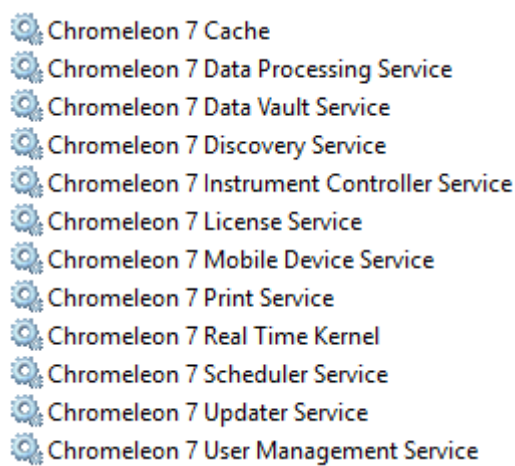 Chromeleon 7 Cache
Chromeleon 7 Data Processing Service
Chromeleon 7 Data Vault Service
Chromeleon 7 Discovery Service
Chromeleon 7 Instrument Controller Service
Chromeleon 7 License Service
Chromeleon 7 Mobile Device Service
Chromeleon 7 Print Service
Chromeleon 7 Real Time Kernel
Chromeleon 7 Scheduler Service
Chromeleon 7 Updater Service
Chromeleon 7 User Management Service